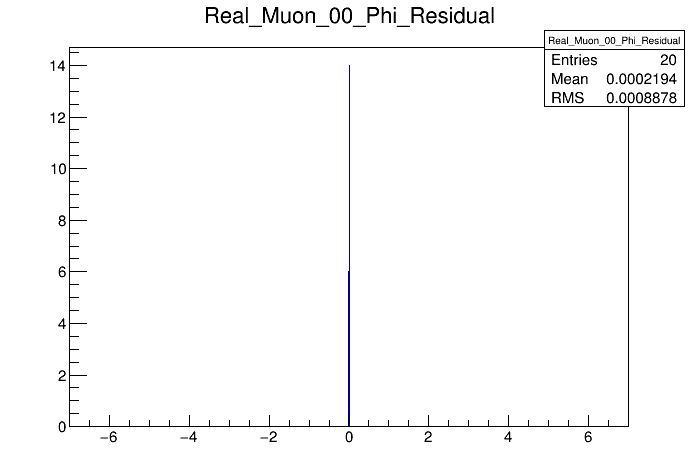 Real_Muon_00_Phi_Residual
Real_Muon_00_Phi_Residual
Entries 20
Mean 0.0002194
RMS 0.0008878
14
12
10
8
6
4
2
0
−6 −4 −2 0 2 4 6